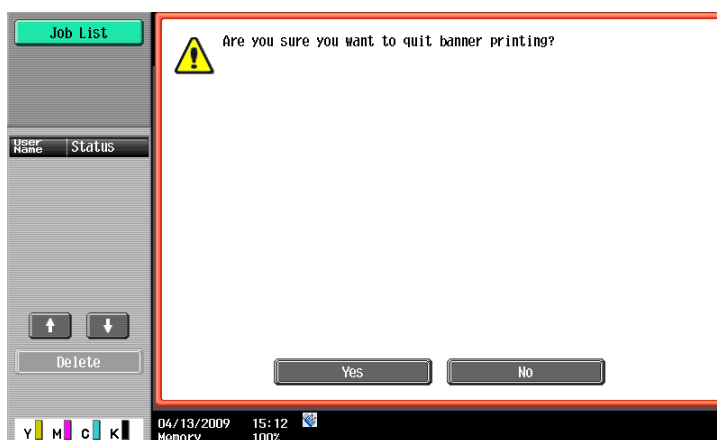 Job List
Are you sure you want to quit banner printing?
User Name Status
Delete
Yes No
Y M C K
04/13/2009 15:12
Memory 100%